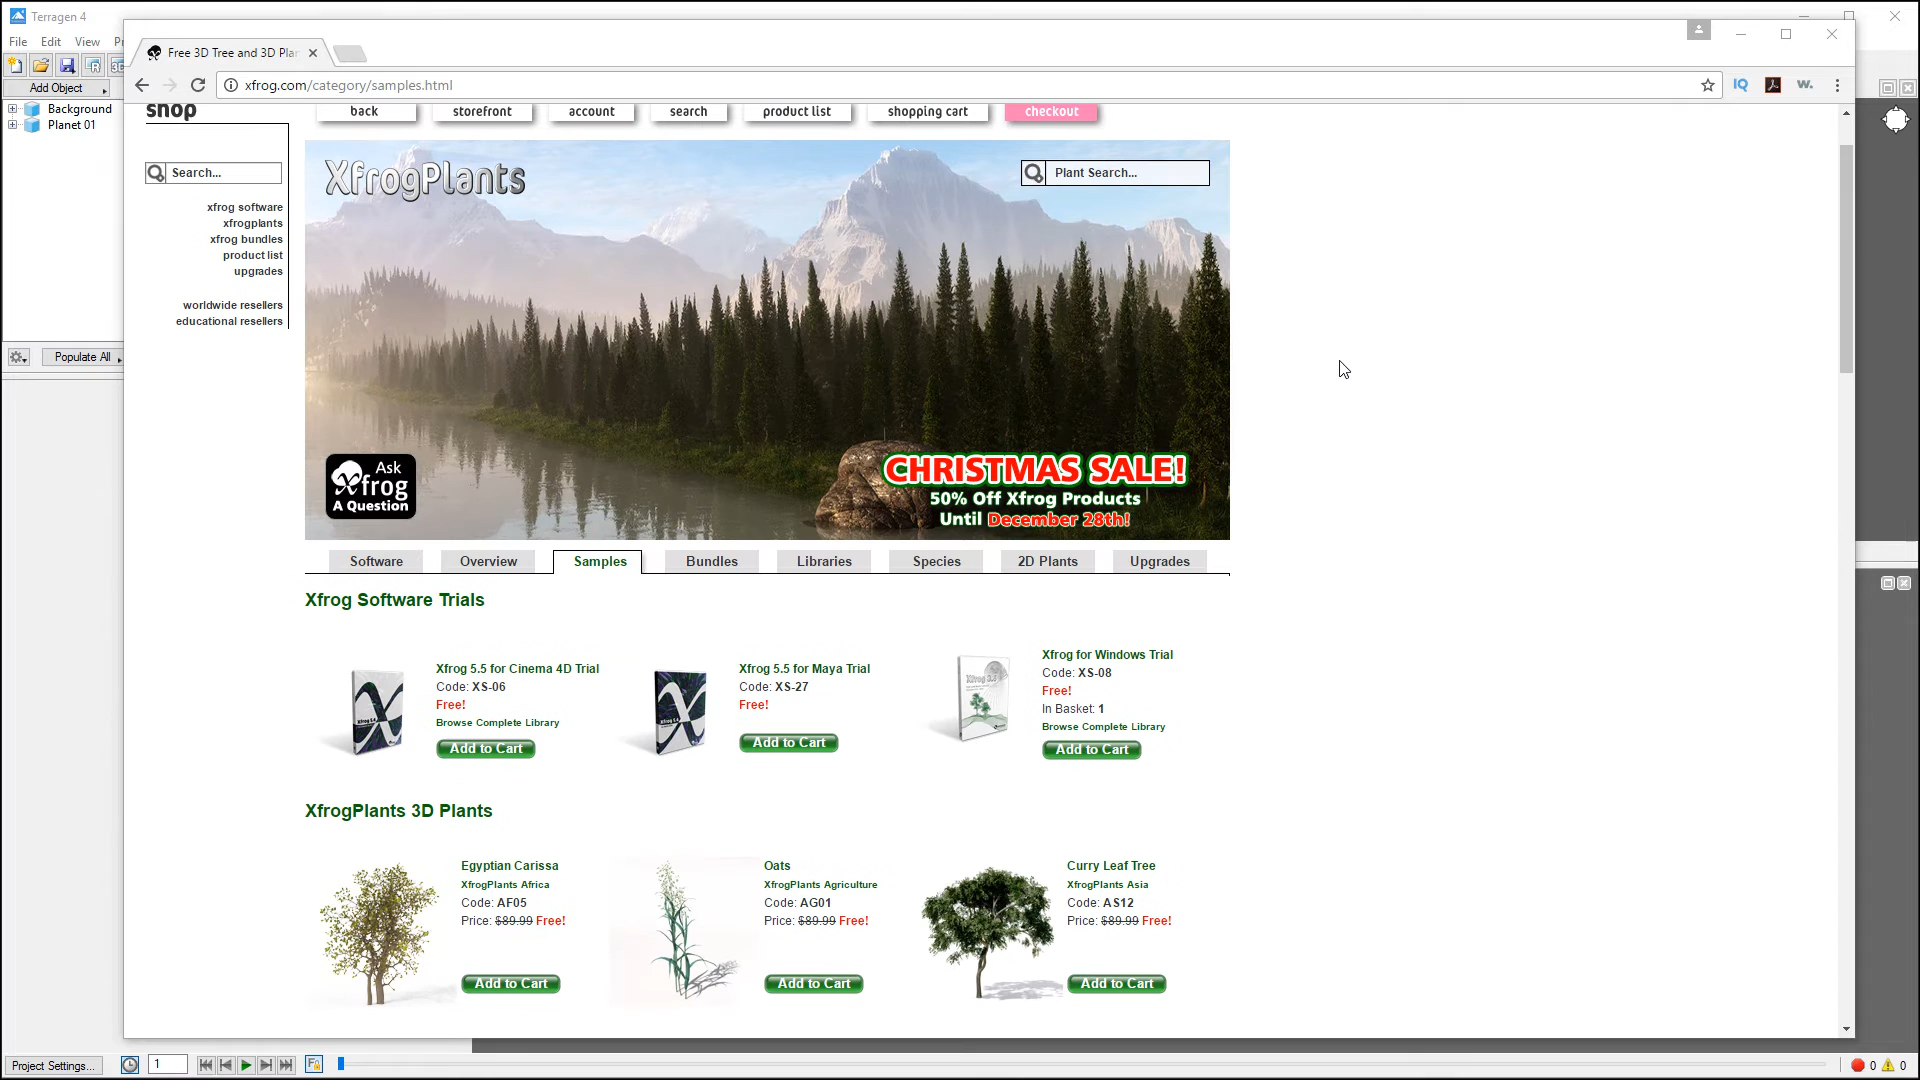 Terragen 4
File Edit View
Add Object
Background
Planet 01
Populate All
Free 3D Tree and 3D Plan
xfrog.com/category/samples.html
IQ
w.
shop
back storefront account search product list shopping cart checkout
Search...
xfrog software
xfrogplants
xfrog bundles
product list
upgrades
worldwide resellers
educational resellers
XfrogPlants
Plant Search...
Ask
Xfrog
A Question
CHRISTMAS SALE!
50% Off Xfrog Products
Until December 28th!
Software Overview Samples Bundles Libraries Species 2D Plants Upgrades
Xfrog Software Trials
Xfrog 5.5 for Cinema 4D Trial
Code: XS-06
Free!
Browse Complete Library
Add to Cart
Xfrog 5.5 for Maya Trial
Code: XS-27
Free!
Add to Cart
Xfrog for Windows Trial
Code: XS-08
Free!
In Basket: 1
Browse Complete Library
Add to Cart
XfrogPlants 3D Plants
Egyptian Carissa
XfrogPlants Africa
Code: AF05
Price: $89.99 Free!
Add to Cart
Oats
XfrogPlants Agriculture
Code: AG01
Price: $89.99 Free!
Add to Cart
Curry Leaf Tree
XfrogPlants Asia
Code: AS12
Price: $89.99 Free!
Add to Cart
Project Settings...
1
0
0